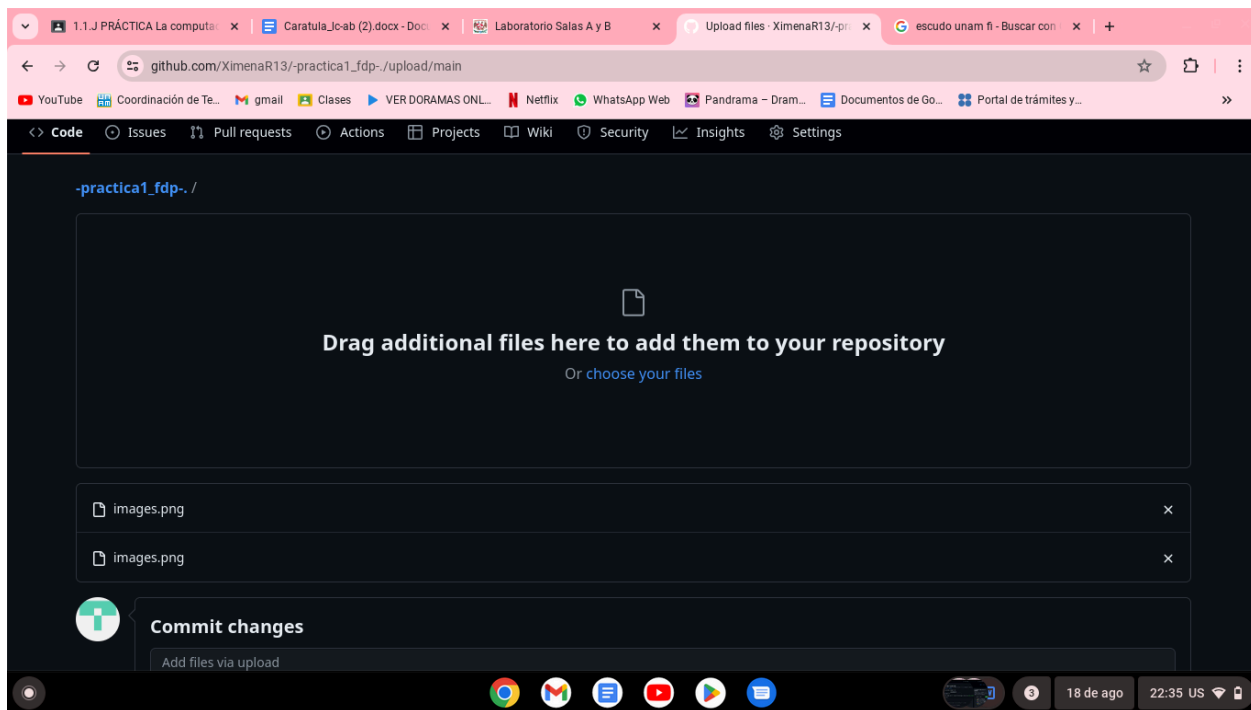 1.1.J PRÁCTICA La computac
Caratula_lc-ab (2).docx - Docu
Laboratorio Salas A y B
Upload files · XimenaR13/-pra
escudo unam fi - Buscar con
github.com/XimenaR13/-practica1_fdp-./upload/main
YouTube
Coordinación de Te...
gmail
Clases
VER DORAMAS ONL...
Netflix
WhatsApp Web
Pandrama – Dram...
Documentos de Go...
Portal de trámites y...
Code
Issues
Pull requests
Actions
Projects
Wiki
Security
Insights
Settings
-practica1_fdp-. /
Drag additional files here to add them to your repository
Or choose your files
images.png
images.png
Commit changes
Add files via upload
3
18 de ago
22:35 US